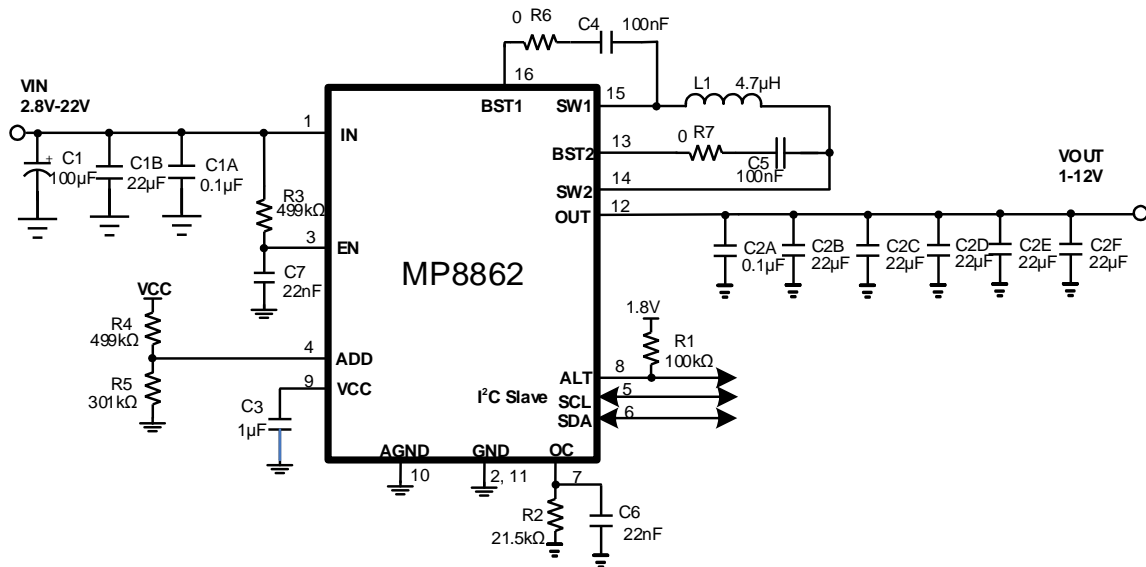 0 R6 C4 100nF
16
VIN
2.8V-22V
BST1
SW1
15
L1 4.7µH
1
IN
C1
100µF
+
C1B
22µF
C1A
0.1µF
BST2
13
0 R7
C5
100nF
SW2
14
VOUT
1-12V
OUT
12
R3
499kΩ
3
EN
C7
22nF
MP8862
C2A
0.1µF
C2B
22µF
C2C
22µF
C2D
22µF
C2E
22µF
C2F
22µF
VCC
R4
499kΩ
4
ADD
R5
301kΩ
9
VCC
C3
1µF
1.8V
R1
100kΩ
ALT
8
I²C Slave
SCL
5
SDA
6
AGND
10
GND
2, 11
OC
7
R2
21.5kΩ
C6
22nF